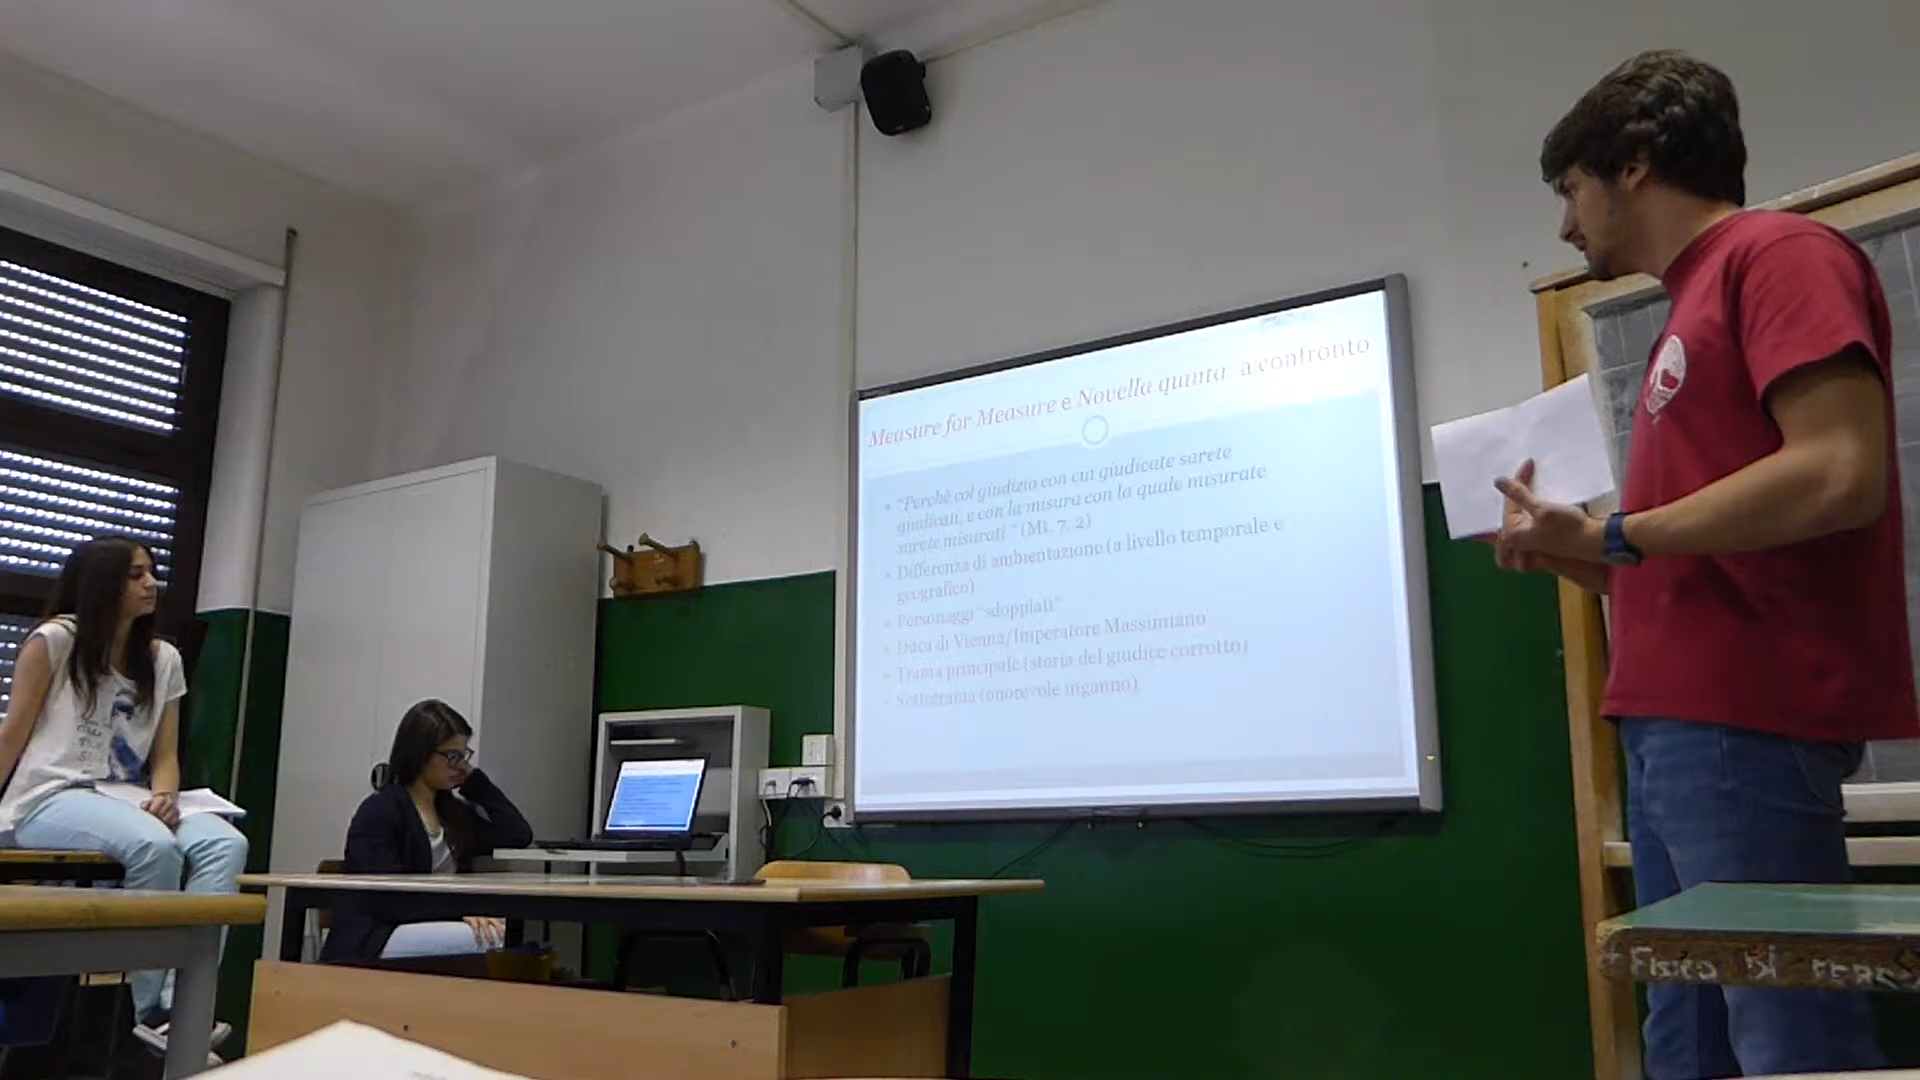 Measure for Measure e Novella quinta: a confronto
"Perchè col giudizio con cui giudicate sarete
giudicati, e con la misura con la quale misurate
sarete misurati" (Mt. 7, 2)
Differenza di ambientazione (a livello temporale e
geografico)
Personaggi "sdoppiati"
Duca di Vienna/Imperatore Massimiano
Trama principale (storia del giudice corrotto)
Sottotrama (onorevole inganno)